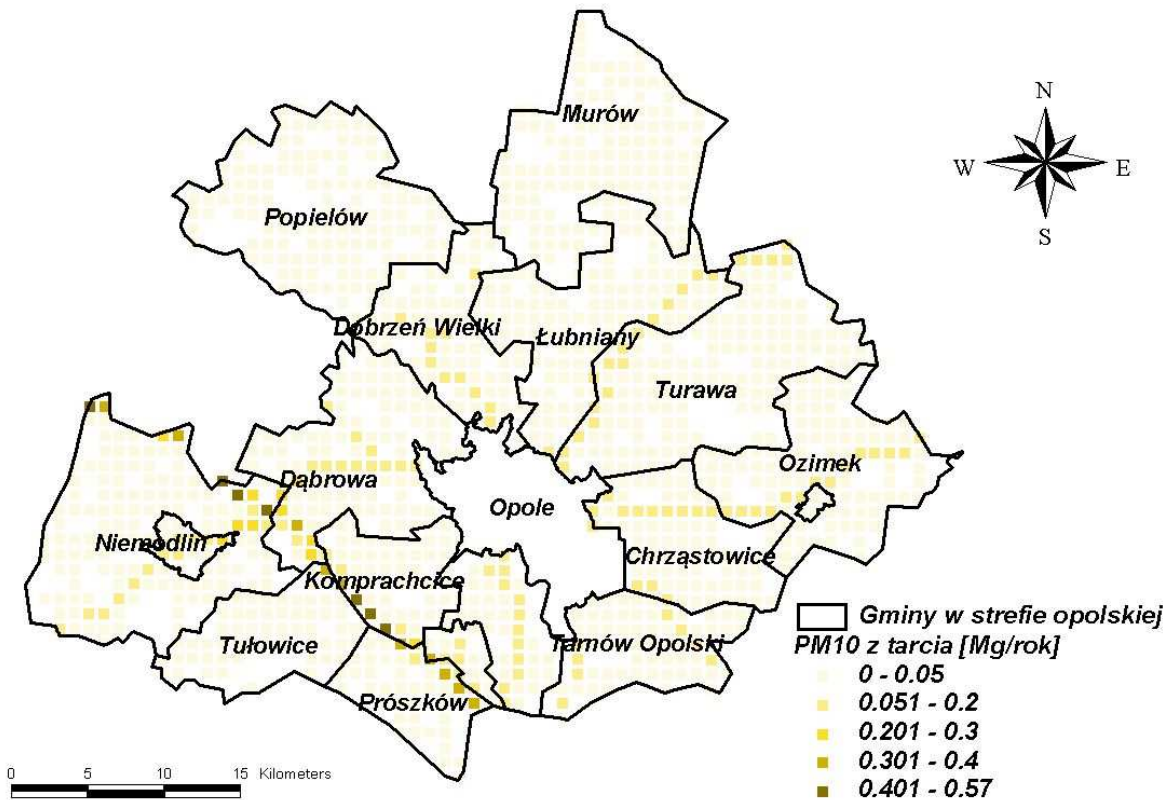 Murów
N
W
E
S
Popielów
Dobrzeń Wielki
Łubniany
Turawa
Ozimek
Dąbrowa
Opole
Niemodlin
Chrząstowice
Komprachcice
Tułowice
Tarnów Opolski
Prószków
Gminy w strefie opolskiej
PM10 z tarcia [Mg/rok]
0 - 0.05
0.051 - 0.2
0.201 - 0.3
0.301 - 0.4
0.401 - 0.57
0 5 10 15 Kilometers